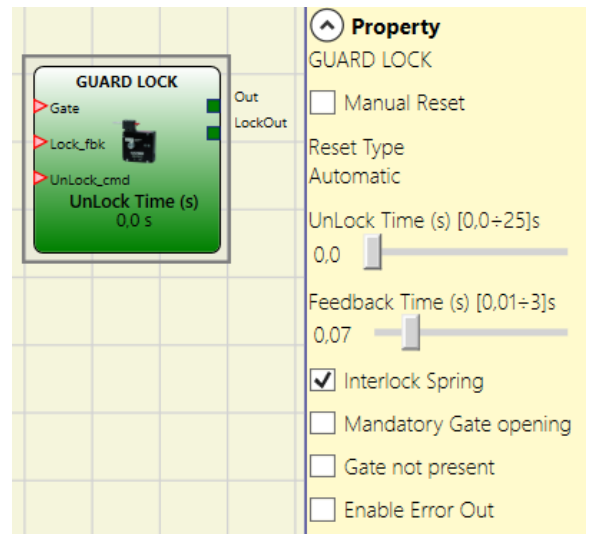 GUARD LOCK
Gate
Lock_fbk
UnLock_cmd
UnLock Time (s)
0,0 s
Out
LockOut
Property
GUARD LOCK
Manual Reset
Reset Type
Automatic
UnLock Time (s) [0,0÷25]s
0,0
Feedback Time (s) [0,01÷3]s
0,07
Interlock Spring
Mandatory Gate opening
Gate not present
Enable Error Out